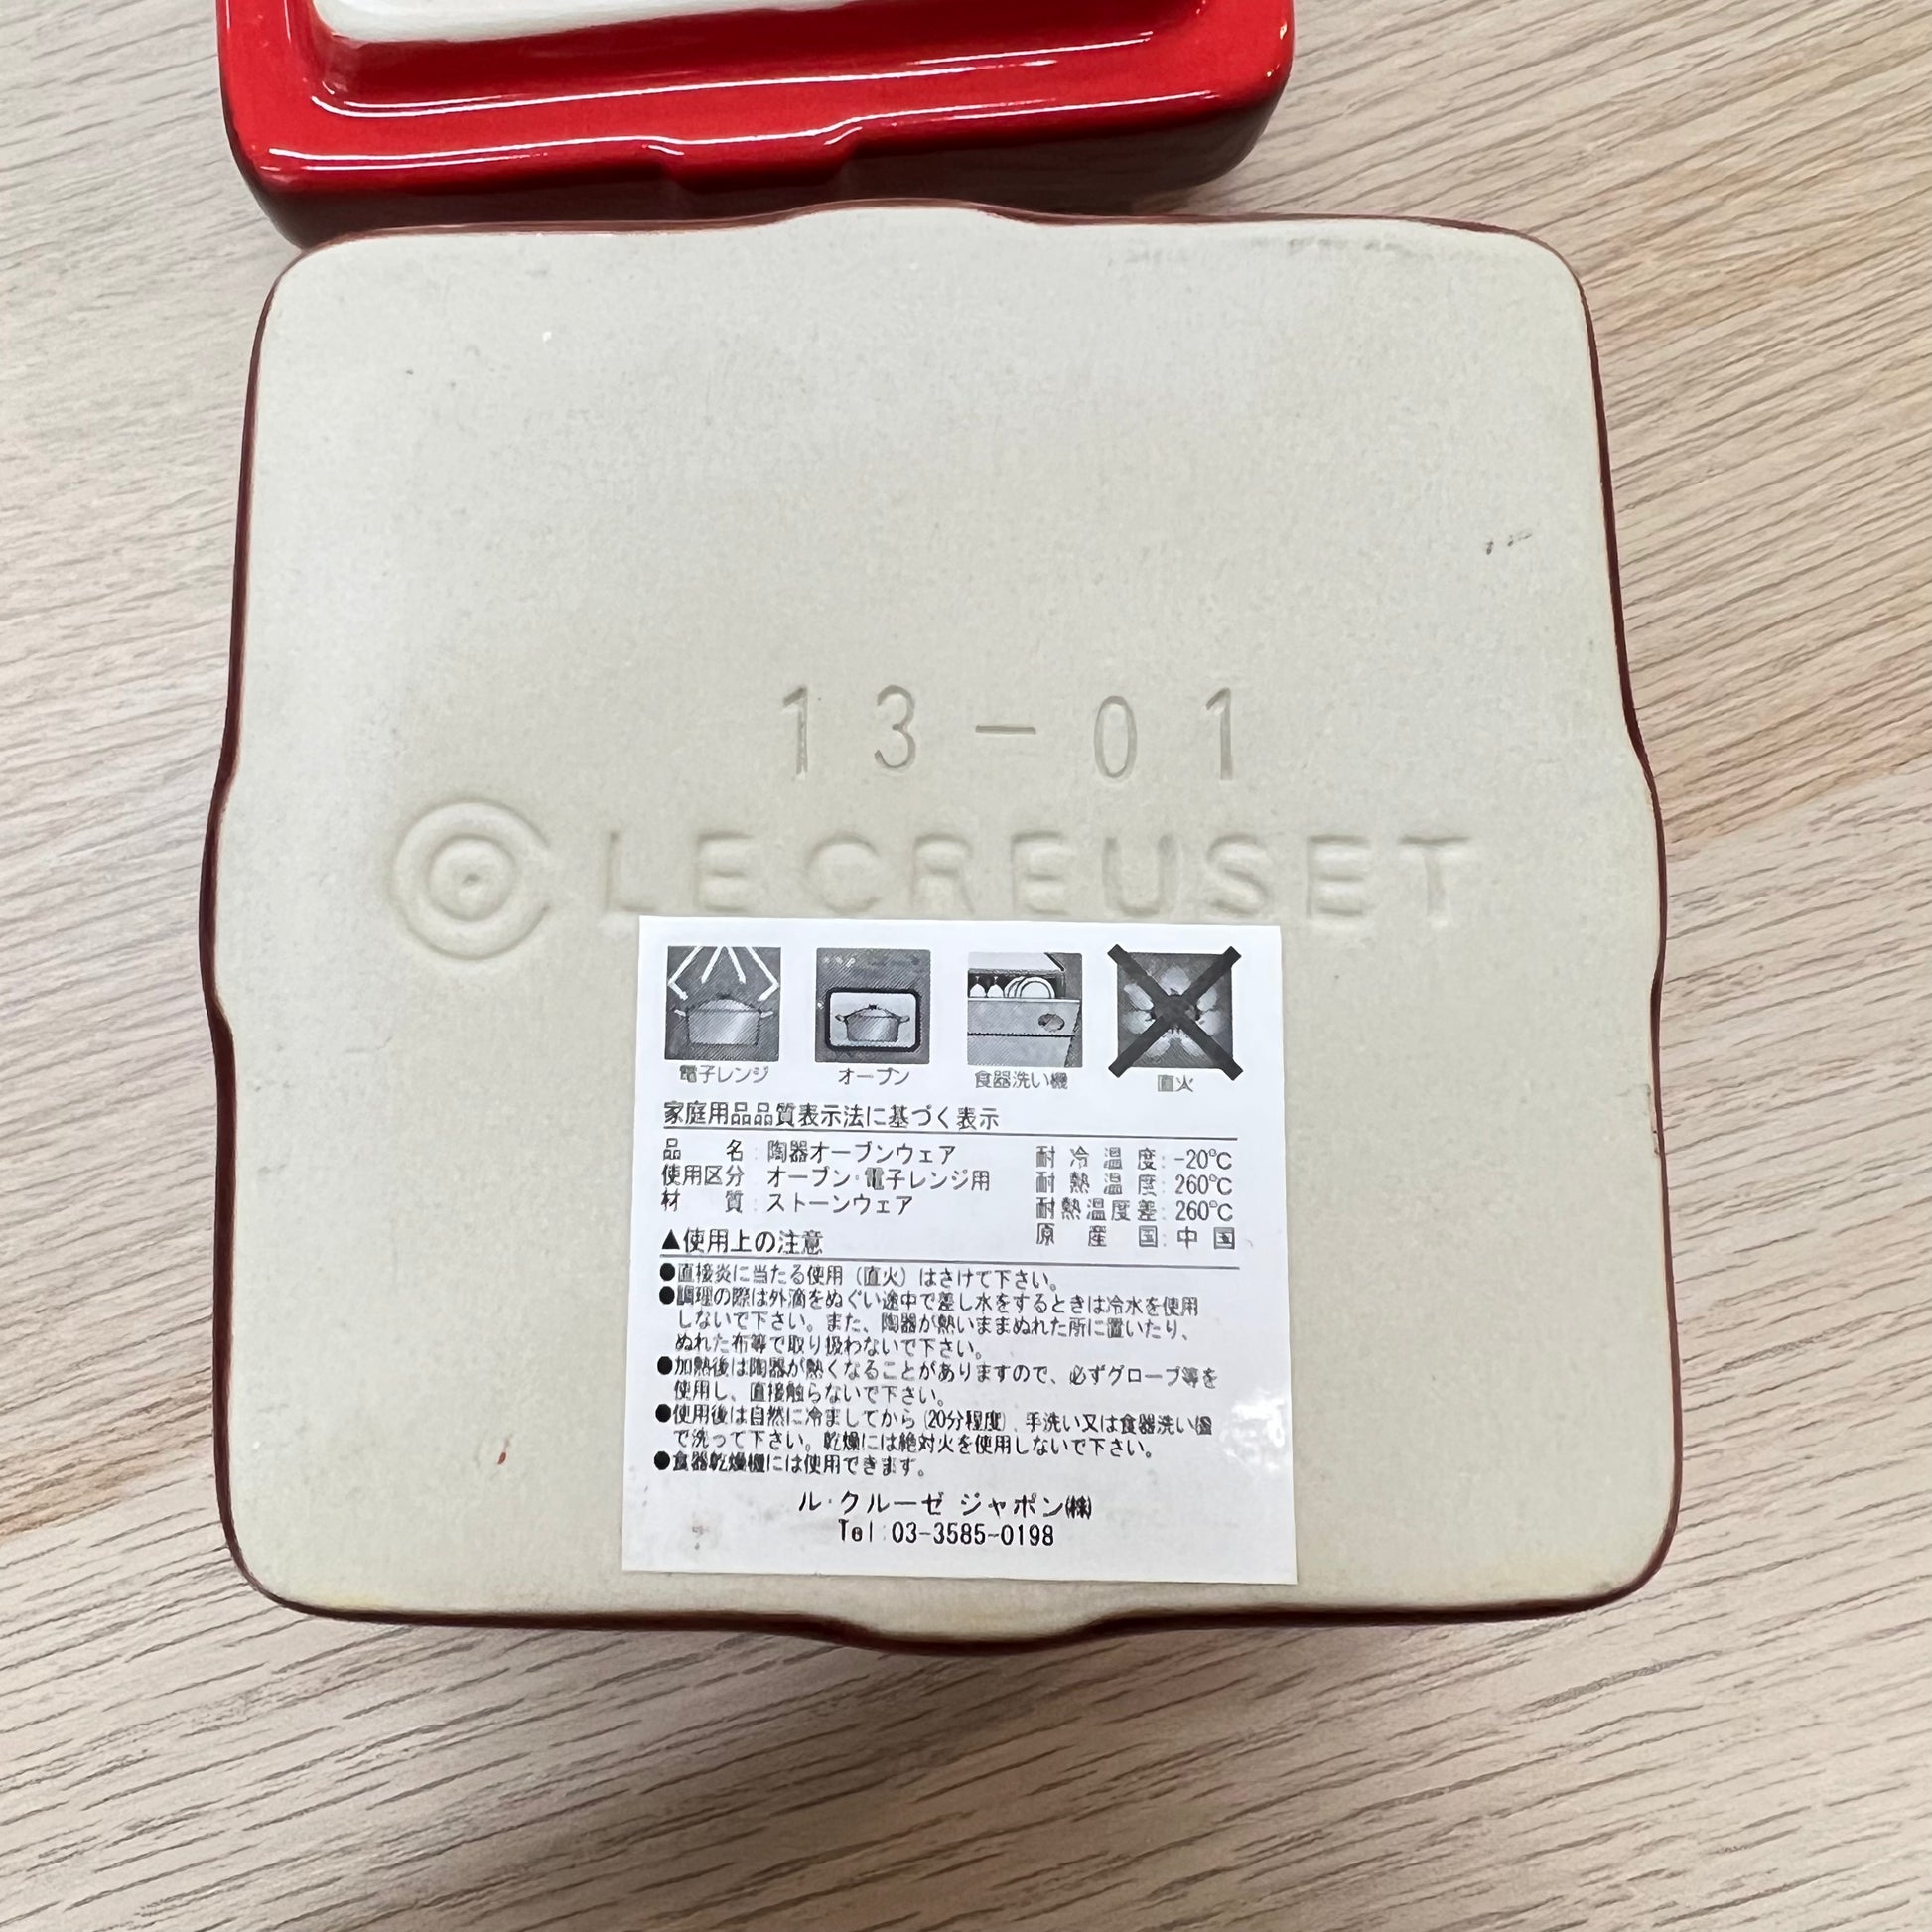 13-01
© LE CREUSET
電子レンジ オーブン 食器洗い機 直火
家庭用品品質表示法に基づく表示
品名:陶器オーブンウェア
使用区分:オーブン・電子レンジ用
材質:ストーンウェア
耐冷温度:-20℃
耐熱温度:260℃
耐熱温度差:260℃
原産国:中国
▲使用上の注意
●直接炎に当たる使用(直火)はさけて下さい。
●調理の際は外滴をぬぐい途中で差し水をするときは冷水を使用
しないで下さい。また、陶器が熱いままぬれた所に置いたり、
ぬれた布等で取り扱わないで下さい。
●加熱後は陶器が熱くなることがありますので、必ずグローブ等を
使用し、直接触らないで下さい。
●使用後は自然に冷ましてから(20分程度)、手洗い又は食器洗い機
で洗って下さい。乾燥には絶対火を使用しないで下さい。
●食器乾燥機には使用できます。
ル・クルーゼ ジャポン㈱
Tel:03-3585-0198